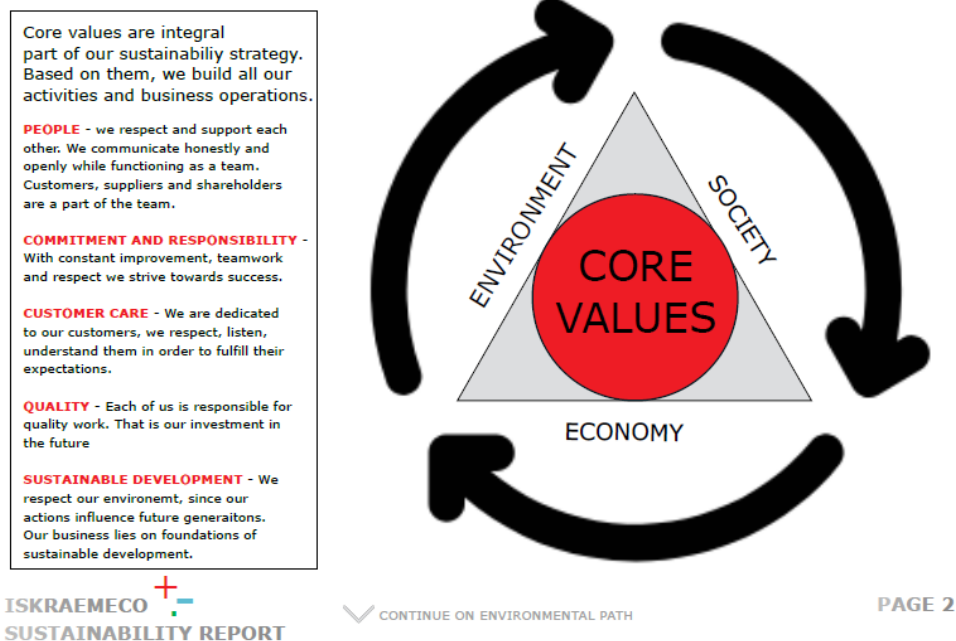 Core values are integral
part of our sustainabiliy strategy.
Based on them, we build all our
activities and business operations.
PEOPLE - we respect and support each
other. We communicate honestly and
openly while functioning as a team.
Customers, suppliers and shareholders
are a part of the team.
COMMITMENT AND RESPONSIBILITY -
With constant improvement, teamwork
and respect we strive towards success.
CUSTOMER CARE - We are dedicated
to our customers, we respect, listen,
understand them in order to fulfill their
expectations.
QUALITY - Each of us is responsible for
quality work. That is our investment in
the future
SUSTAINABLE DEVELOPMENT - We
respect our environemt, since our
actions influence future generaitons.
Our business lies on foundations of
sustainable development.
ENVIRONMENT
SOCIETY
CORE
VALUES
ECONOMY
ISKRAEMECO
SUSTAINABILITY REPORT
CONTINUE ON ENVIRONMENTAL PATH
PAGE 2